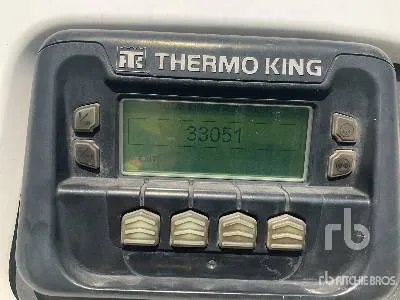 TK THERMO KING
33051
rb
RITCHIE BROS.